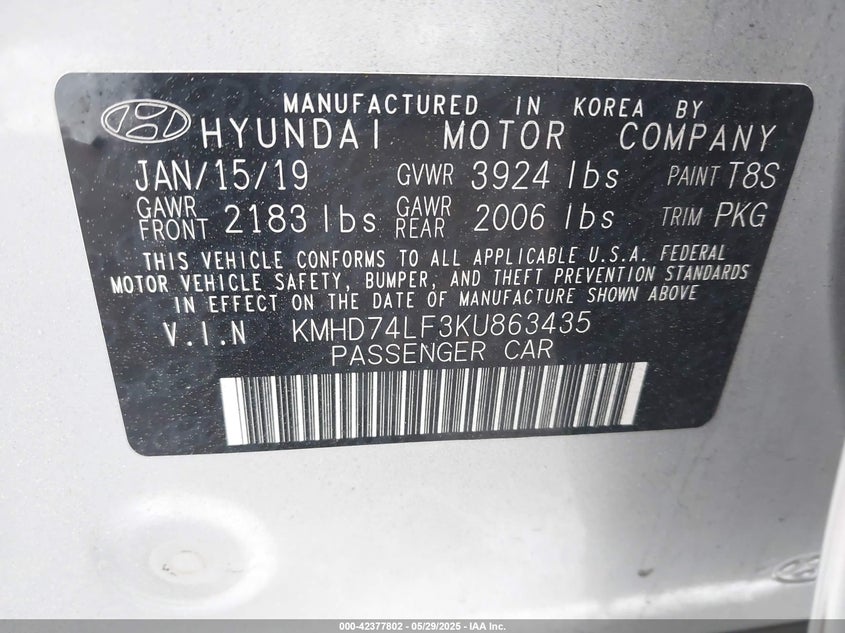 MANUFACTURED IN KOREA BY
HYUNDAI MOTOR COMPANY
JAN/15/19 GVWR 3924 lbs PAINT T8S
GAWR FRONT 2183 lbs GAWR REAR 2006 lbs TRIM PKG
THIS VEHICLE CONFORMS TO ALL APPLICABLE U.S.A. FEDERAL
MOTOR VEHICLE SAFETY, BUMPER, AND THEFT PREVENTION STANDARDS
IN EFFECT ON THE DATE OF MANUFACTURE SHOWN ABOVE
V.I.N KMHD74LF3KU863435
PASSENGER CAR
000-42377802 - 05/29/2025 - IAA Inc.